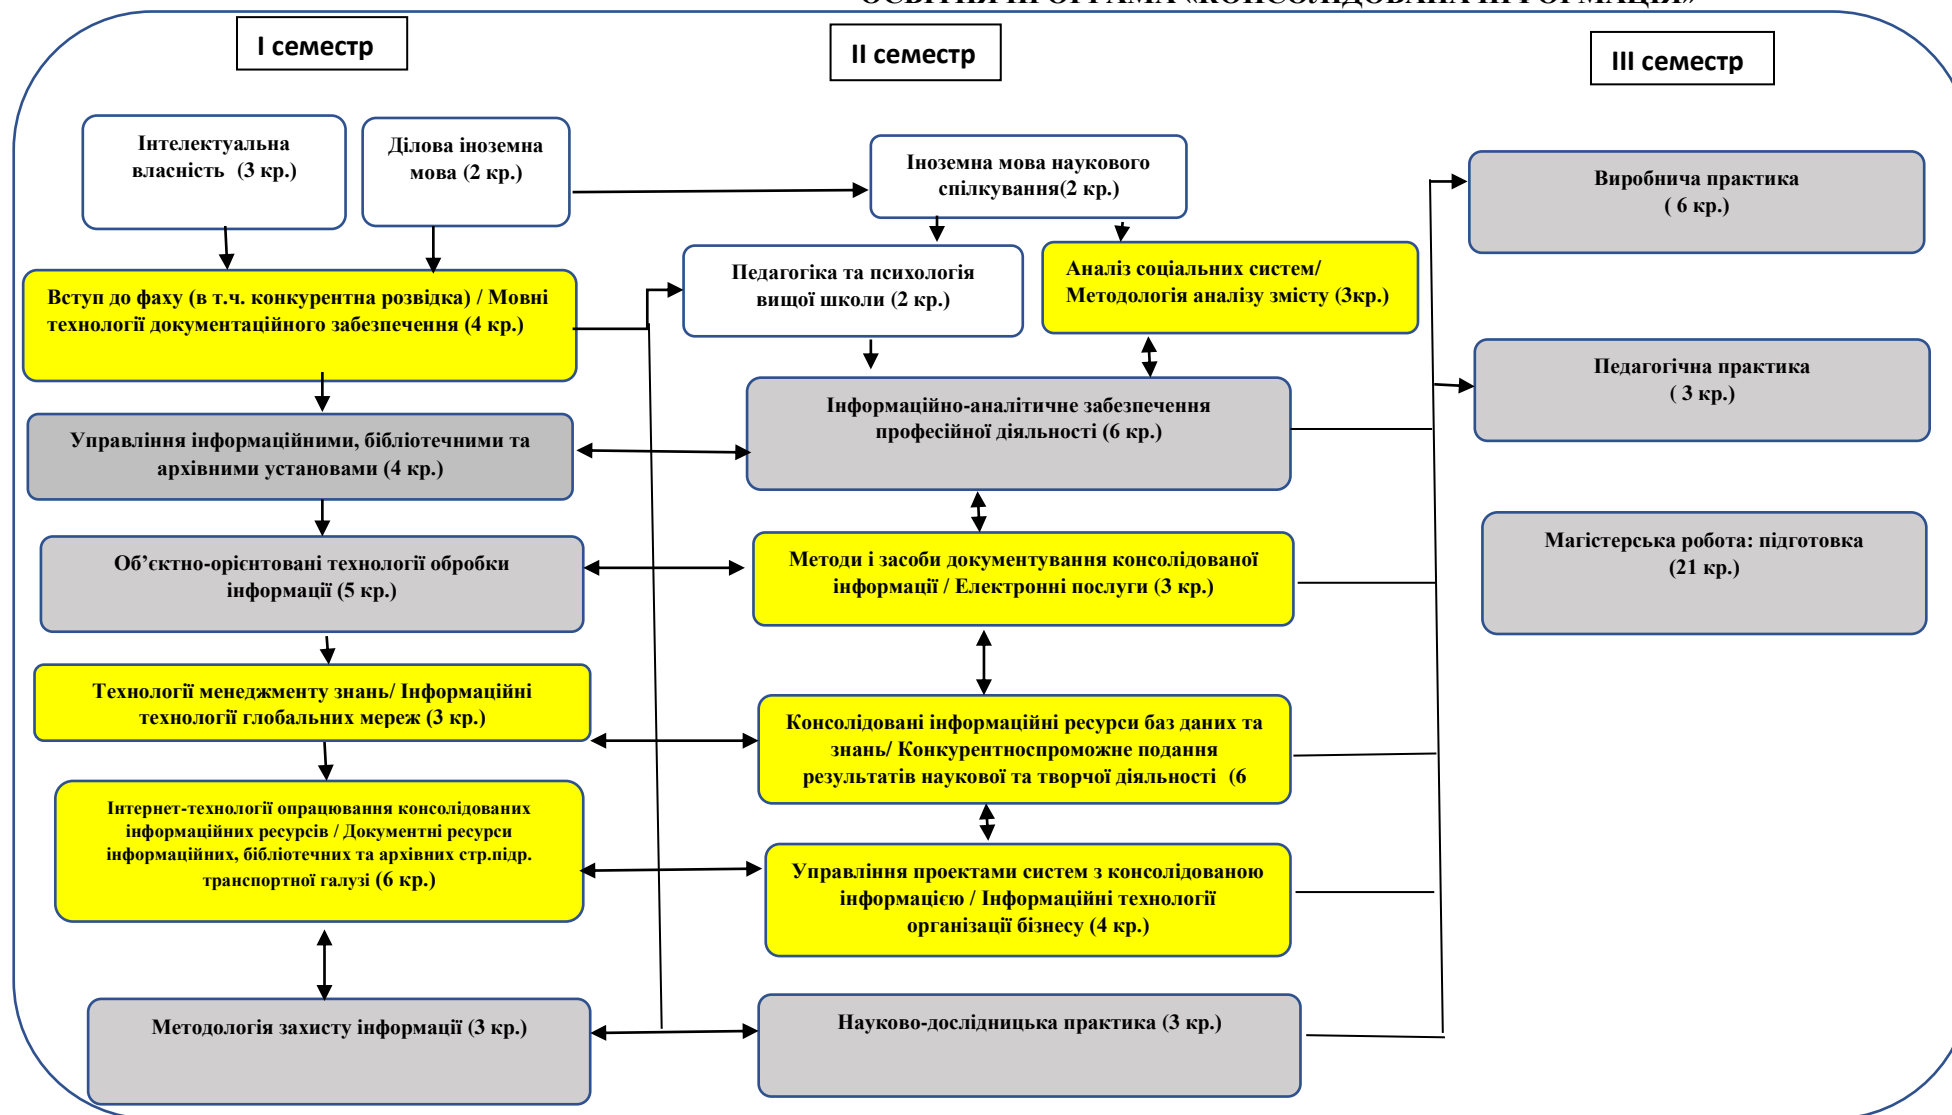 ОСВІТНЯ ПРОГРАМА «КОНСОЛІДОВАНА ІНФОРМАЦІЯ»
І семестр
ІІ семестр
ІІІ семестр
Інтелектуальна
власність (3 кр.)
Ділова іноземна
мова (2 кр.)
Іноземна мова наукового
спілкування(2 кр.)
Виробнича практика
( 6 кр.)
Вступ до фаху (в т.ч. конкурентна розвідка) / Мовні
технології документаційного забезпечення (4 кр.)
Педагогіка та психологія
вищої школи (2 кр.)
Аналіз соціальних систем/
Методологія аналізу змісту (3кр.)
Педагогічна практика
( 3 кр.)
Управління інформаційними, бібліотечними та
архівними установами (4 кр.)
Інформаційно-аналітичне забезпечення
професійної діяльності (6 кр.)
Об’єктно-орієнтовані технології обробки
інформації (5 кр.)
Методи і засоби документування консолідованої
інформації / Електронні послуги (3 кр.)
Магістерська робота: підготовка
(21 кр.)
Технології менеджменту знань/ Інформаційні
технології глобальних мереж (3 кр.)
Консолідовані інформаційні ресурси баз даних та
знань/ Конкурентноспроможне подання
результатів наукової та творчої діяльності (6
Інтернет-технології опрацювання консолідованих
інформаційних ресурсів / Документні ресурси
інформаційних, бібліотечних та архівних стр.підр.
транспортної галузі (6 кр.)
Управління проектами систем з консолідованою
інформацією / Інформаційні технології
організації бізнесу (4 кр.)
Методологія захисту інформації (3 кр.)
Науково-дослідницька практика (3 кр.)